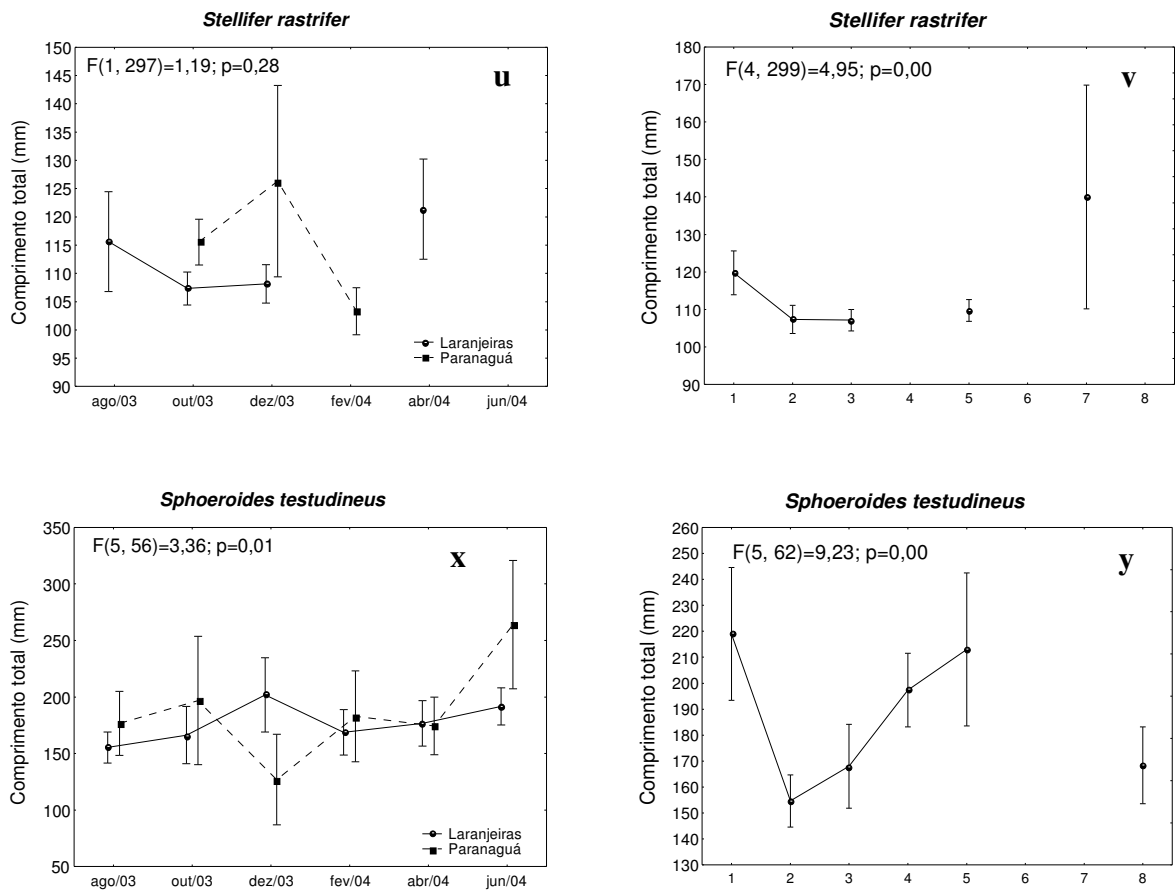 Stellifer rastrifer
F(1, 297)=1,19; p=0,28
u
Comprimento total (mm)
150
145
140
135
130
125
120
115
110
105
100
95
90
ago/03 out/03 dez/03 fev/04 abr/04 jun/04
Laranjeiras
Paranaguá
Stellifer rastrifer
F(4, 299)=4,95; p=0,00
v
Comprimento total (mm)
180
170
160
150
140
130
120
110
100
90
1 2 3 4 5 6 7 8
Sphoeroides testudineus
F(5, 56)=3,36; p=0,01
x
Comprimento total (mm)
350
300
250
200
150
100
50
ago/03 out/03 dez/03 fev/04 abr/04 jun/04
Laranjeiras
Paranaguá
Sphoeroides testudineus
F(5, 62)=9,23; p=0,00
y
Comprimento total (mm)
260
250
240
230
220
210
200
190
180
170
160
150
140
130
1 2 3 4 5 6 7 8